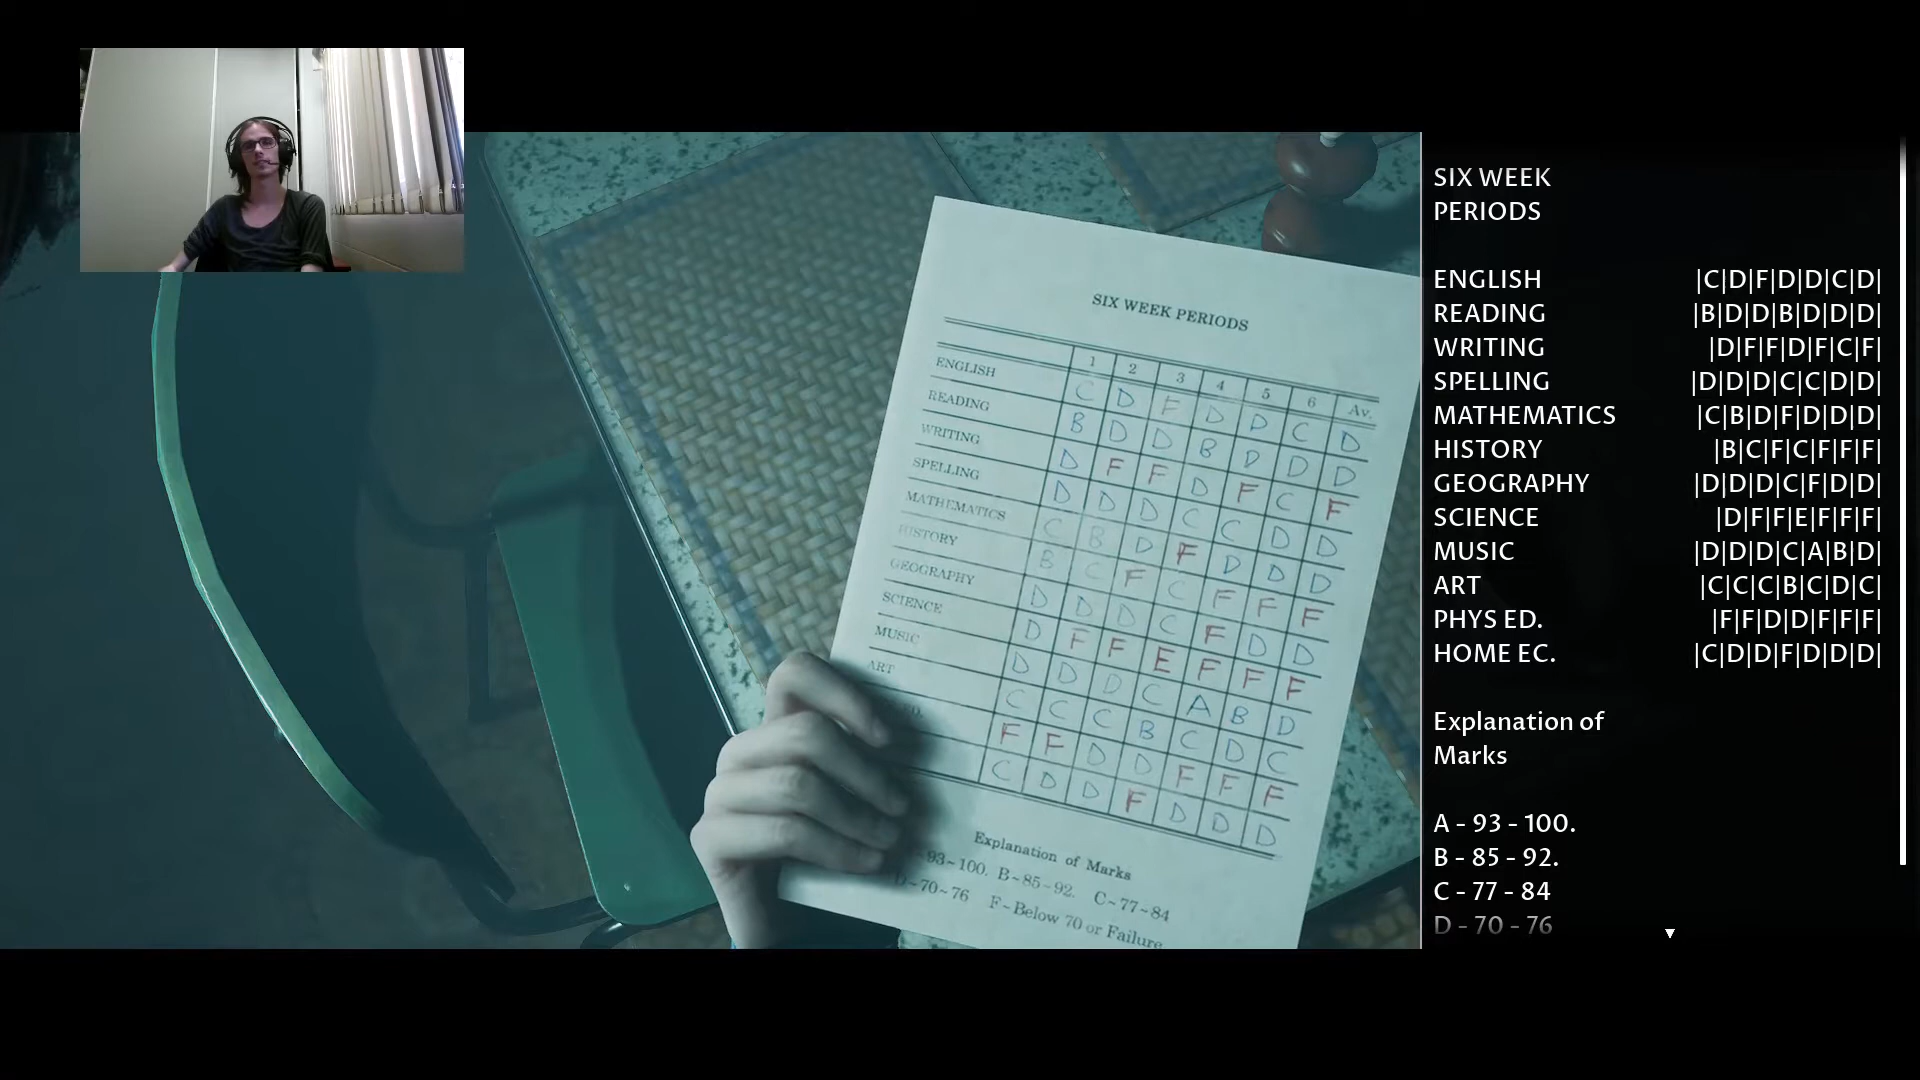 SIX WEEK PERIODS
1 2 3 4 5 6 Av.
ENGLISH C D F D D C D
READING B D D B D D D
WRITING D F F D F C F
SPELLING D D D C C D D
MATHEMATICS C B D F D D D
HISTORY B C F C F F F
GEOGRAPHY D D D C F D D
SCIENCE D F F E F F F
MUSIC D D D C A B D
ART C C C B C D C
ED. F F D D F F F
C D D F D D D
Explanation of Marks
93~100. B~85~92. C~77~84
D~70~76 F~Below 70 or Failure
SIX WEEK
PERIODS
ENGLISH |C|D|F|D|D|C|D|
READING |B|D|D|B|D|D|D|
WRITING |D|F|F|D|F|C|F|
SPELLING |D|D|D|C|C|D|D|
MATHEMATICS |C|B|D|F|D|D|D|
HISTORY |B|C|F|C|F|F|F|
GEOGRAPHY |D|D|D|C|F|D|D|
SCIENCE |D|F|F|E|F|F|F|
MUSIC |D|D|D|C|A|B|D|
ART |C|C|C|B|C|D|C|
PHYS ED. |F|F|D|D|F|F|F|
HOME EC. |C|D|D|F|D|D|D|
Explanation of
Marks
A - 93 - 100.
B - 85 - 92.
C - 77 - 84
D - 70 - 76